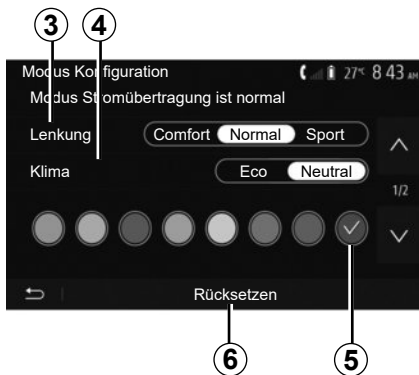 3 4
Modus Konfiguration 27°C 8 43 AM
Modus Stromübertragung ist normal
Lenkung Comfort Normal Sport
Klima Eco Neutral
1/2
Rücksetzen
6 5